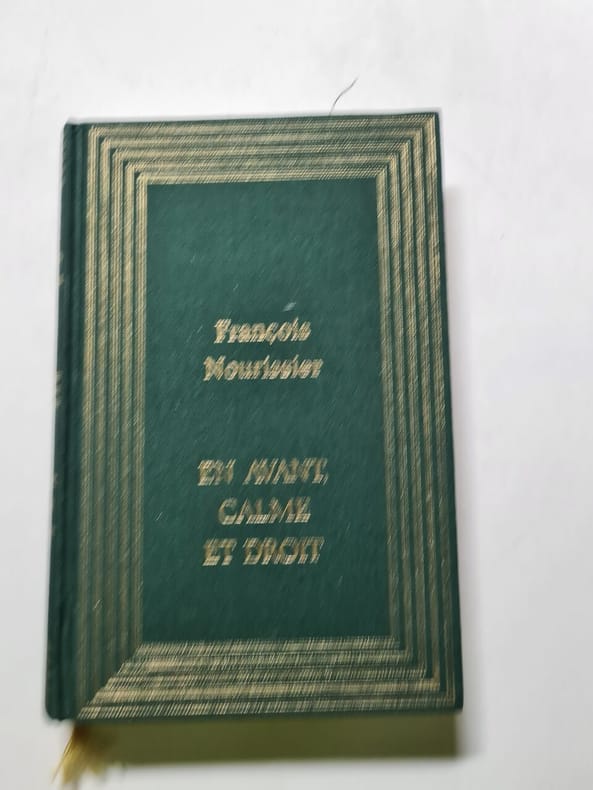 François
Nourissier
EN AVANT,
CALME
ET DROIT